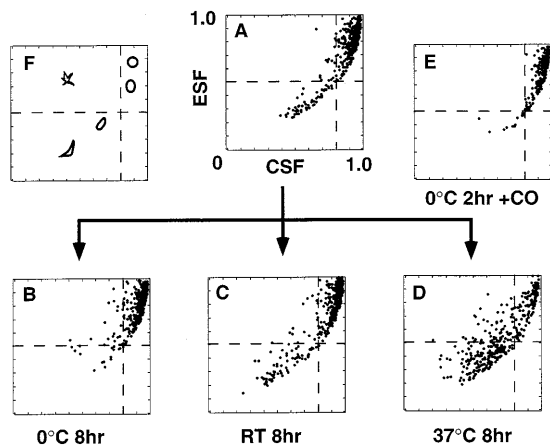 F
A
E
1.0
ESF
0
CSF
1.0
0°C 2hr +CO
B
C
D
0°C 8hr
RT 8hr
37°C 8hr